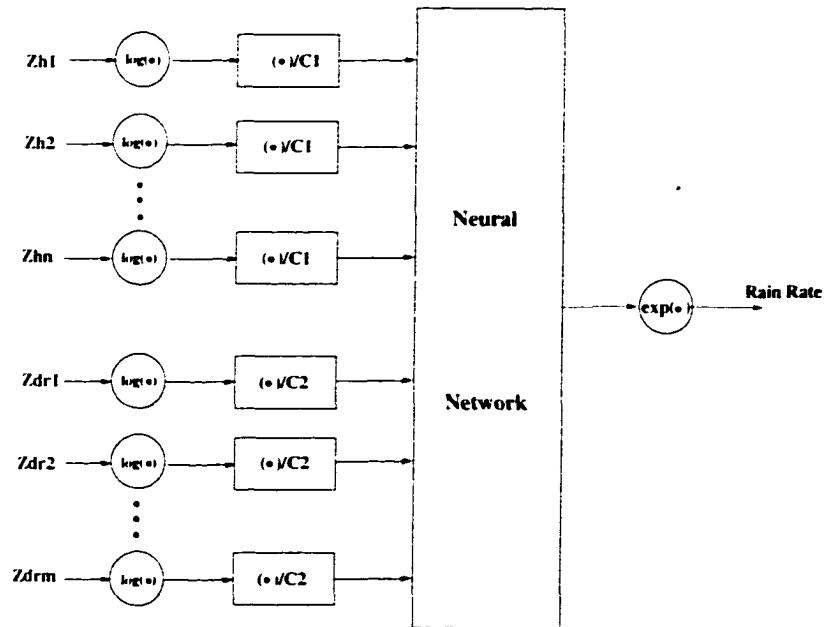 Zh1 log(•) (•)/C1
Zh2 log(•) (•)/C1
Zhn log(•) (•)/C1
Neural
exp(•) Rain Rate
Zdr1 log(•) (•)/C2
Network
Zdr2 log(•) (•)/C2
Zdrm log(•) (•)/C2